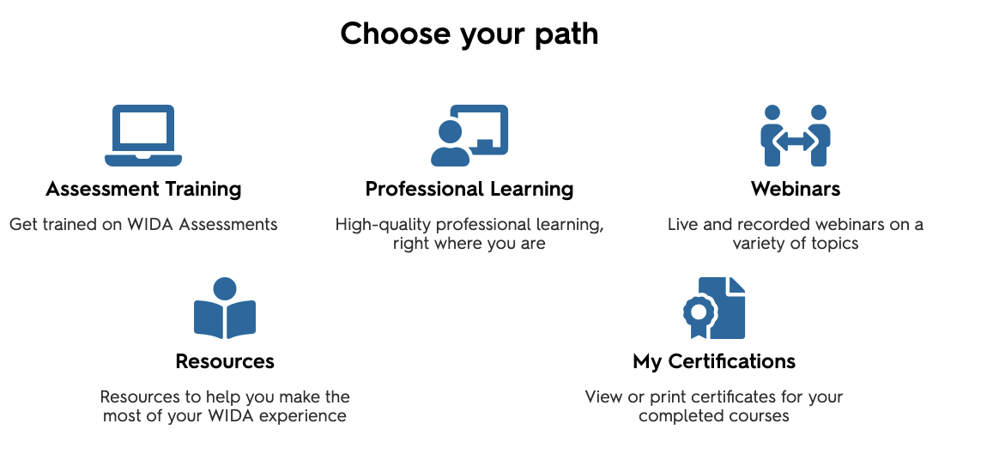 Choose your path
Assessment Training
Get trained on WIDA Assessments
Professional Learning
High-quality professional learning,
right where you are
Webinars
Live and recorded webinars on a
variety of topics
Resources
Resources to help you make the
most of your WIDA experience
My Certifications
View or print certificates for your
completed courses